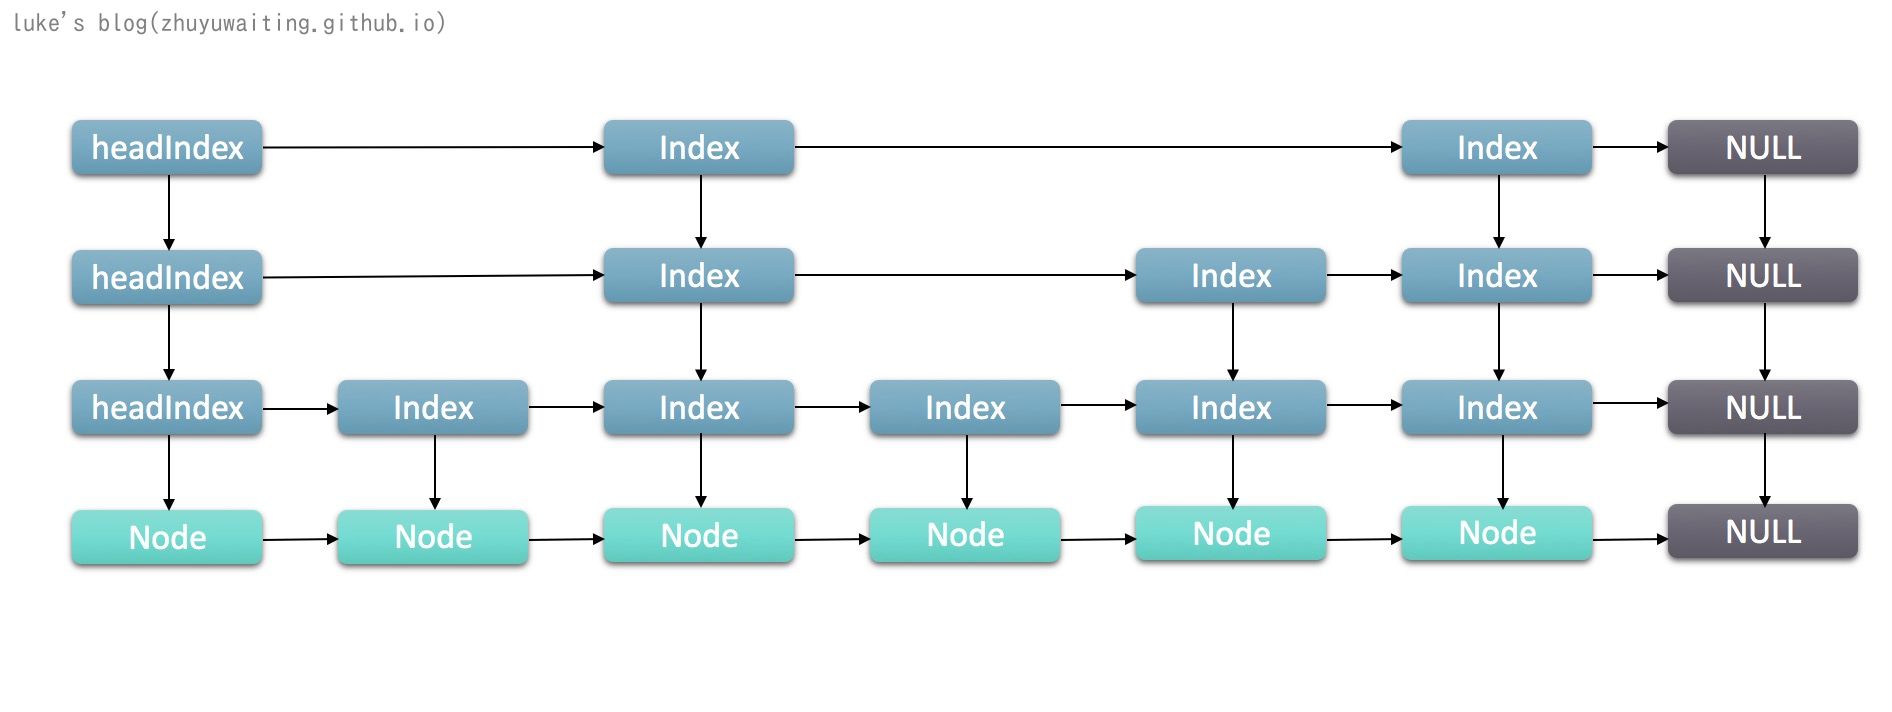 luke's blog(zhuyuwaiting.github.io)
headIndex Index Index NULL
headIndex Index Index Index NULL
headIndex Index Index Index Index Index NULL
Node Node Node Node Node Node NULL